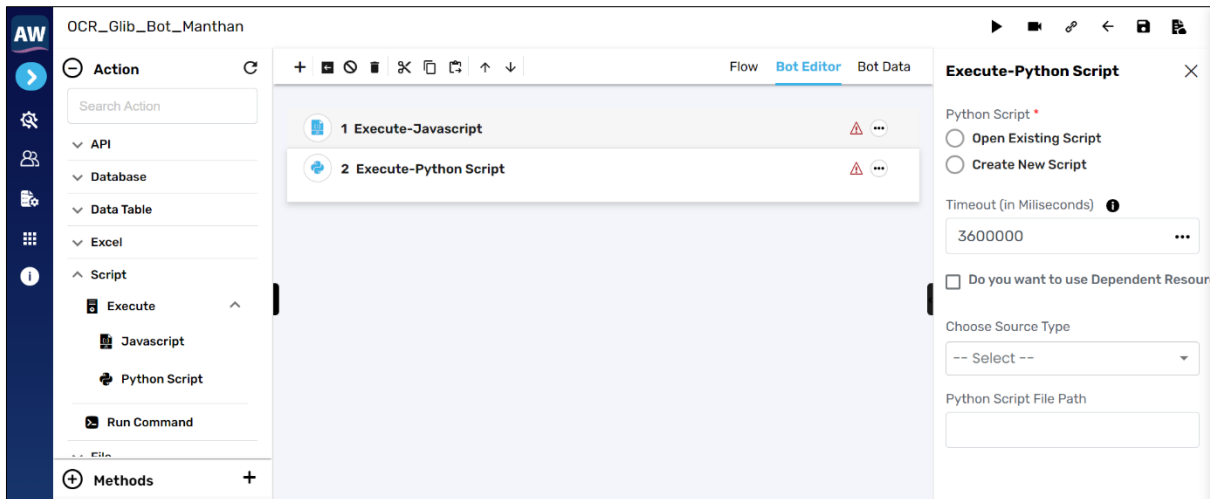 AW
OCR_Glib_Bot_Manthan
Action
Search Action
API
Database
Data Table
Excel
Script
Execute
Javascript
Python Script
Run Command
File
Methods
Flow Bot Editor Bot Data
1 Execute-Javascript
2 Execute-Python Script
Execute-Python Script
Python Script *
Open Existing Script
Create New Script
Timeout (in Miliseconds)
3600000
Do you want to use Dependent Resour
Choose Source Type
-- Select --
Python Script File Path